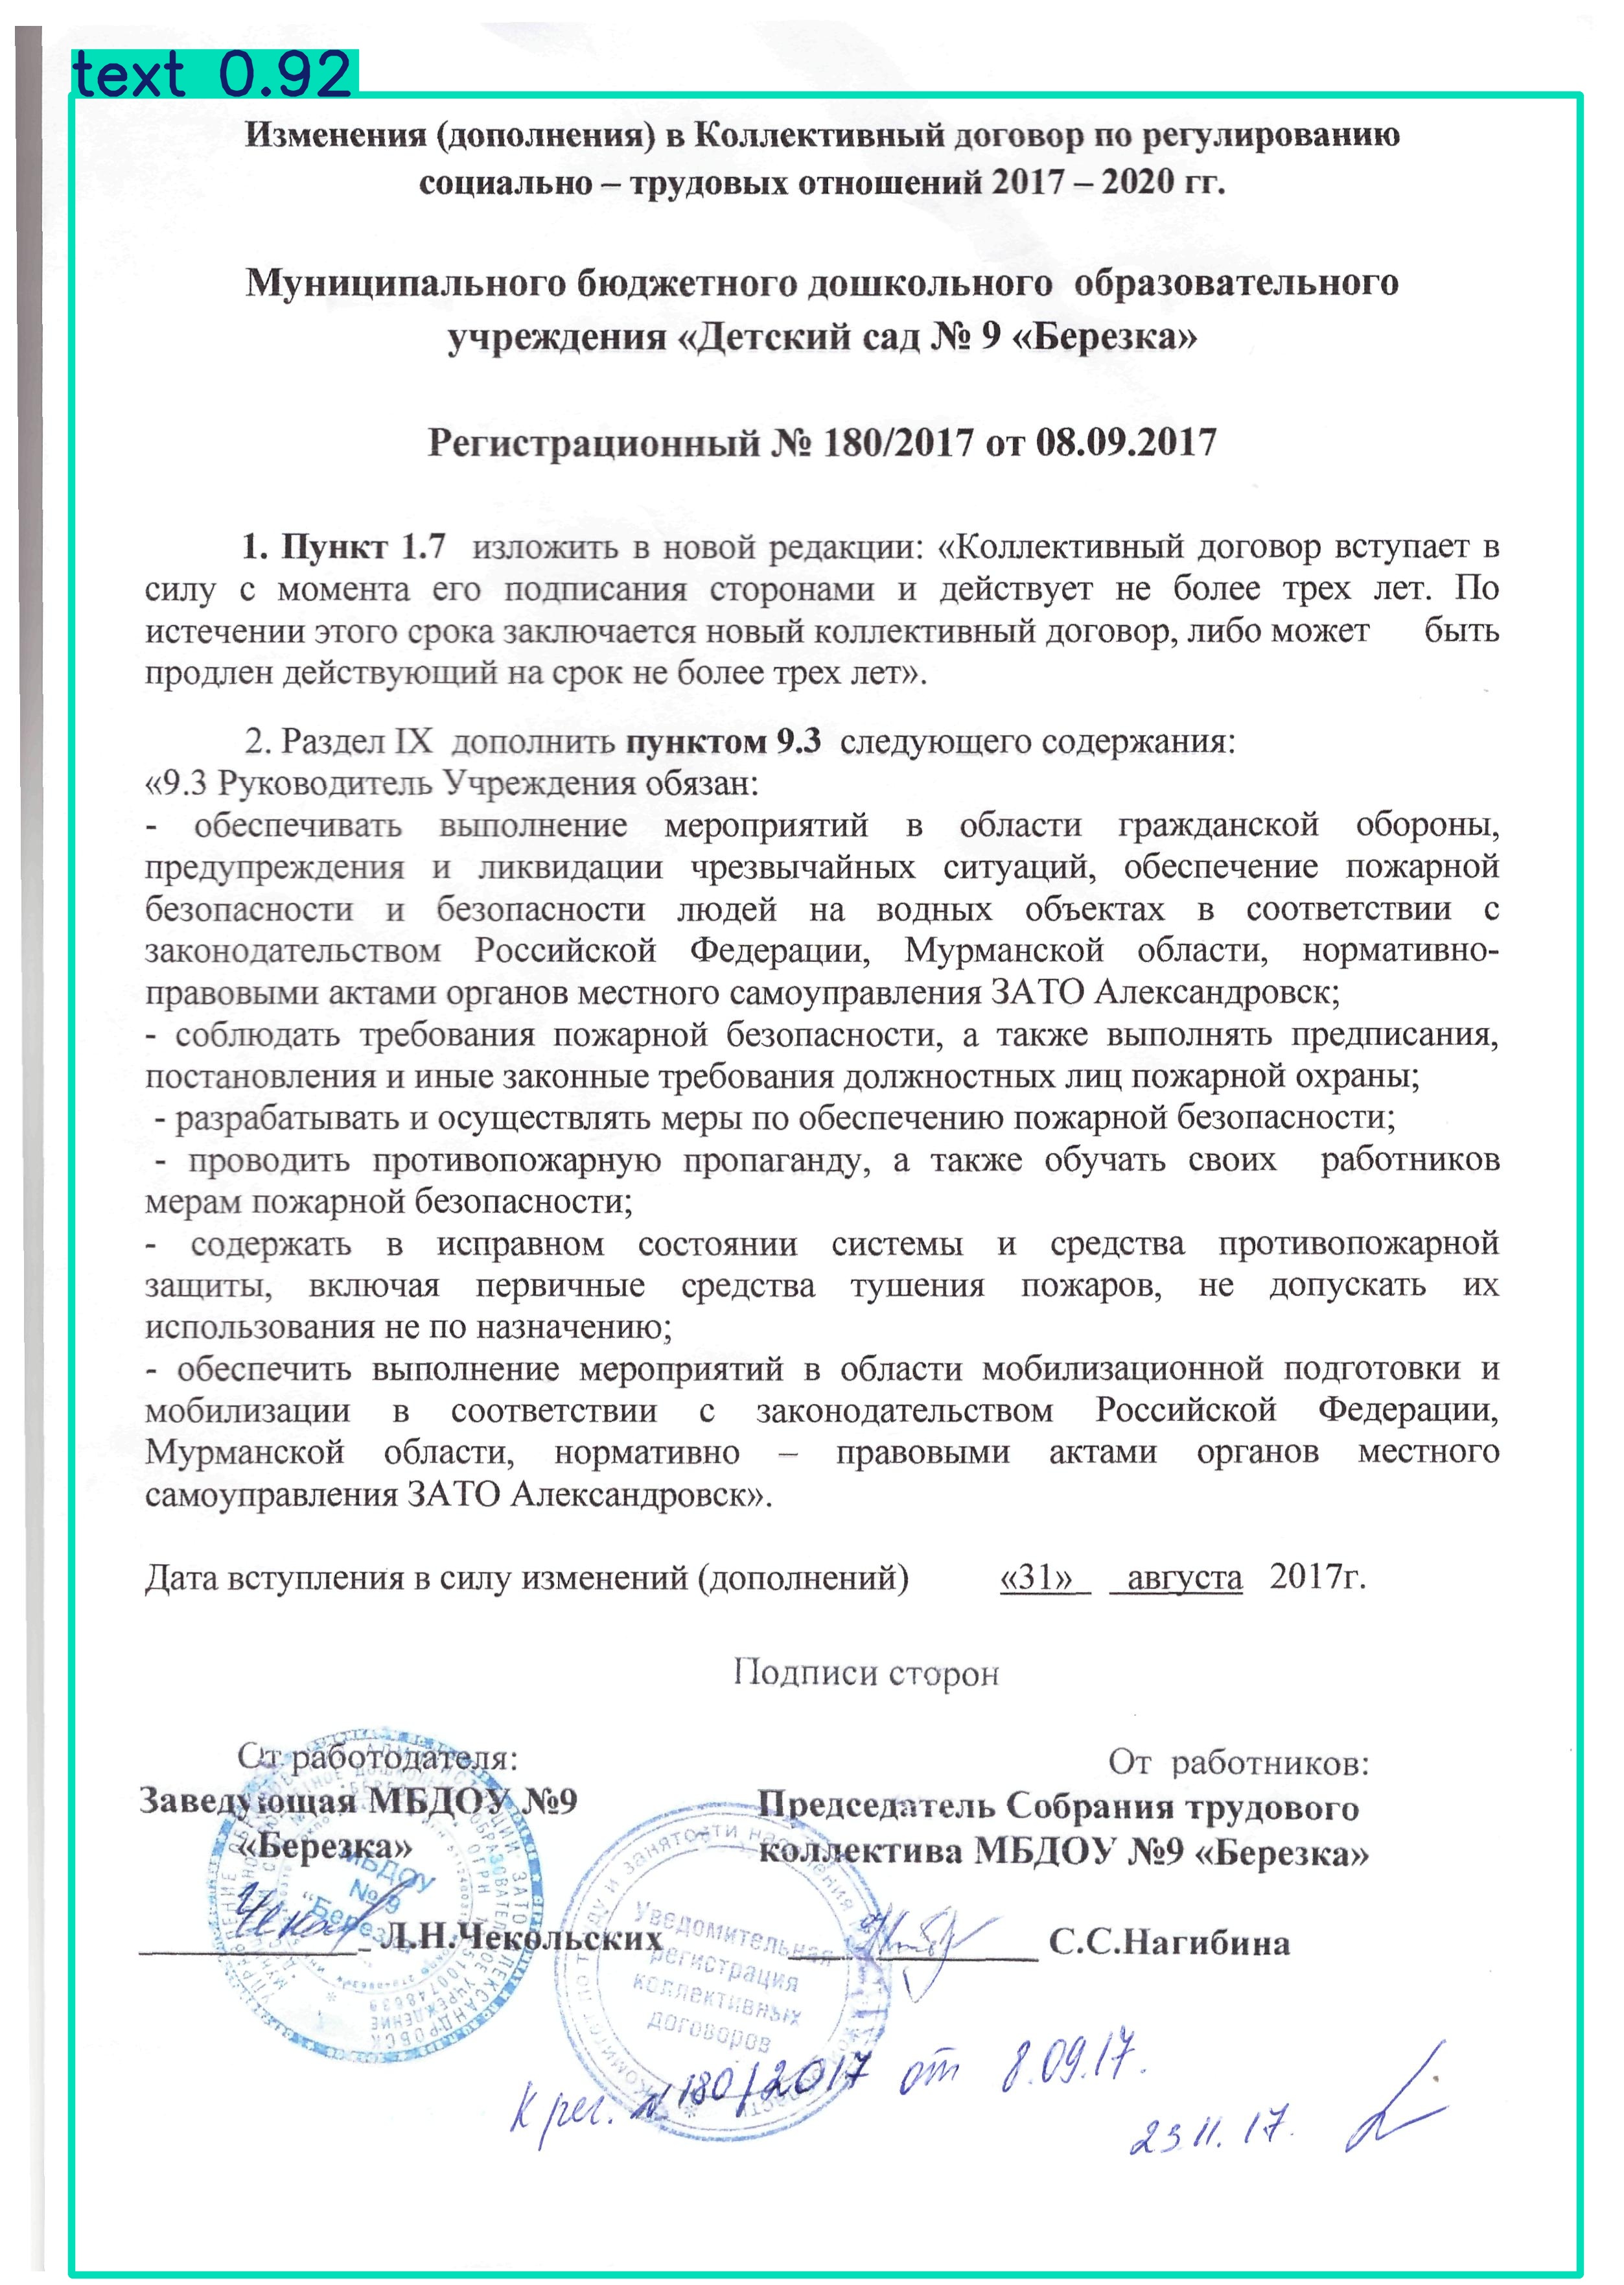 text 0.92
Изменения (дополнения) в Коллективный договор по регулированию
социально – трудовых отношений 2017 – 2020 гг.
Муниципального бюджетного дошкольного образовательного
учреждения «Детский сад № 9 «Березка»
Регистрационный № 180/2017 от 08.09.2017
1. Пункт 1.7 изложить в новой редакции: «Коллективный договор вступает в
силу с момента его подписания сторонами и действует не более трех лет. По
истечении этого срока заключается новый коллективный договор, либо может быть
продлен действующий на срок не более трех лет».
2. Раздел IX дополнить пунктом 9.3 следующего содержания:
«9.3 Руководитель Учреждения обязан:
- обеспечивать выполнение мероприятий в области гражданской обороны,
предупреждения и ликвидации чрезвычайных ситуаций, обеспечение пожарной
безопасности и безопасности людей на водных объектах в соответствии с
законодательством Российской Федерации, Мурманской области, нормативно-
правовыми актами органов местного самоуправления ЗАТО Александровск;
- соблюдать требования пожарной безопасности, а также выполнять предписания,
постановления и иные законные требования должностных лиц пожарной охраны;
- разрабатывать и осуществлять меры по обеспечению пожарной безопасности;
- проводить противопожарную пропаганду, а также обучать своих работников
мерам пожарной безопасности;
- содержать в исправном состоянии системы и средства противопожарной
защиты, включая первичные средства тушения пожаров, не допускать их
использования не по назначению;
- обеспечить выполнение мероприятий в области мобилизационной подготовки и
мобилизации в соответствии с законодательством Российской Федерации,
Мурманской области, нормативно – правовыми актами органов местного
самоуправления ЗАТО Александровск».
Дата вступления в силу изменений (дополнений) «31» августа 2017г.
Подписи сторон
От работодателя:
Заведующая МБДОУ №9
«Березка»
Л.Н.Чекольских
От работников:
Председатель Собрания трудового
коллектива МБДОУ №9 «Березка»
С.С.Нагибина
МБДОУ
№ 9
"Березка"
Уведомительная
регистрация
коллективных
договоров
К рег. № 180/2017 от 8.09.17.
23.11.17.